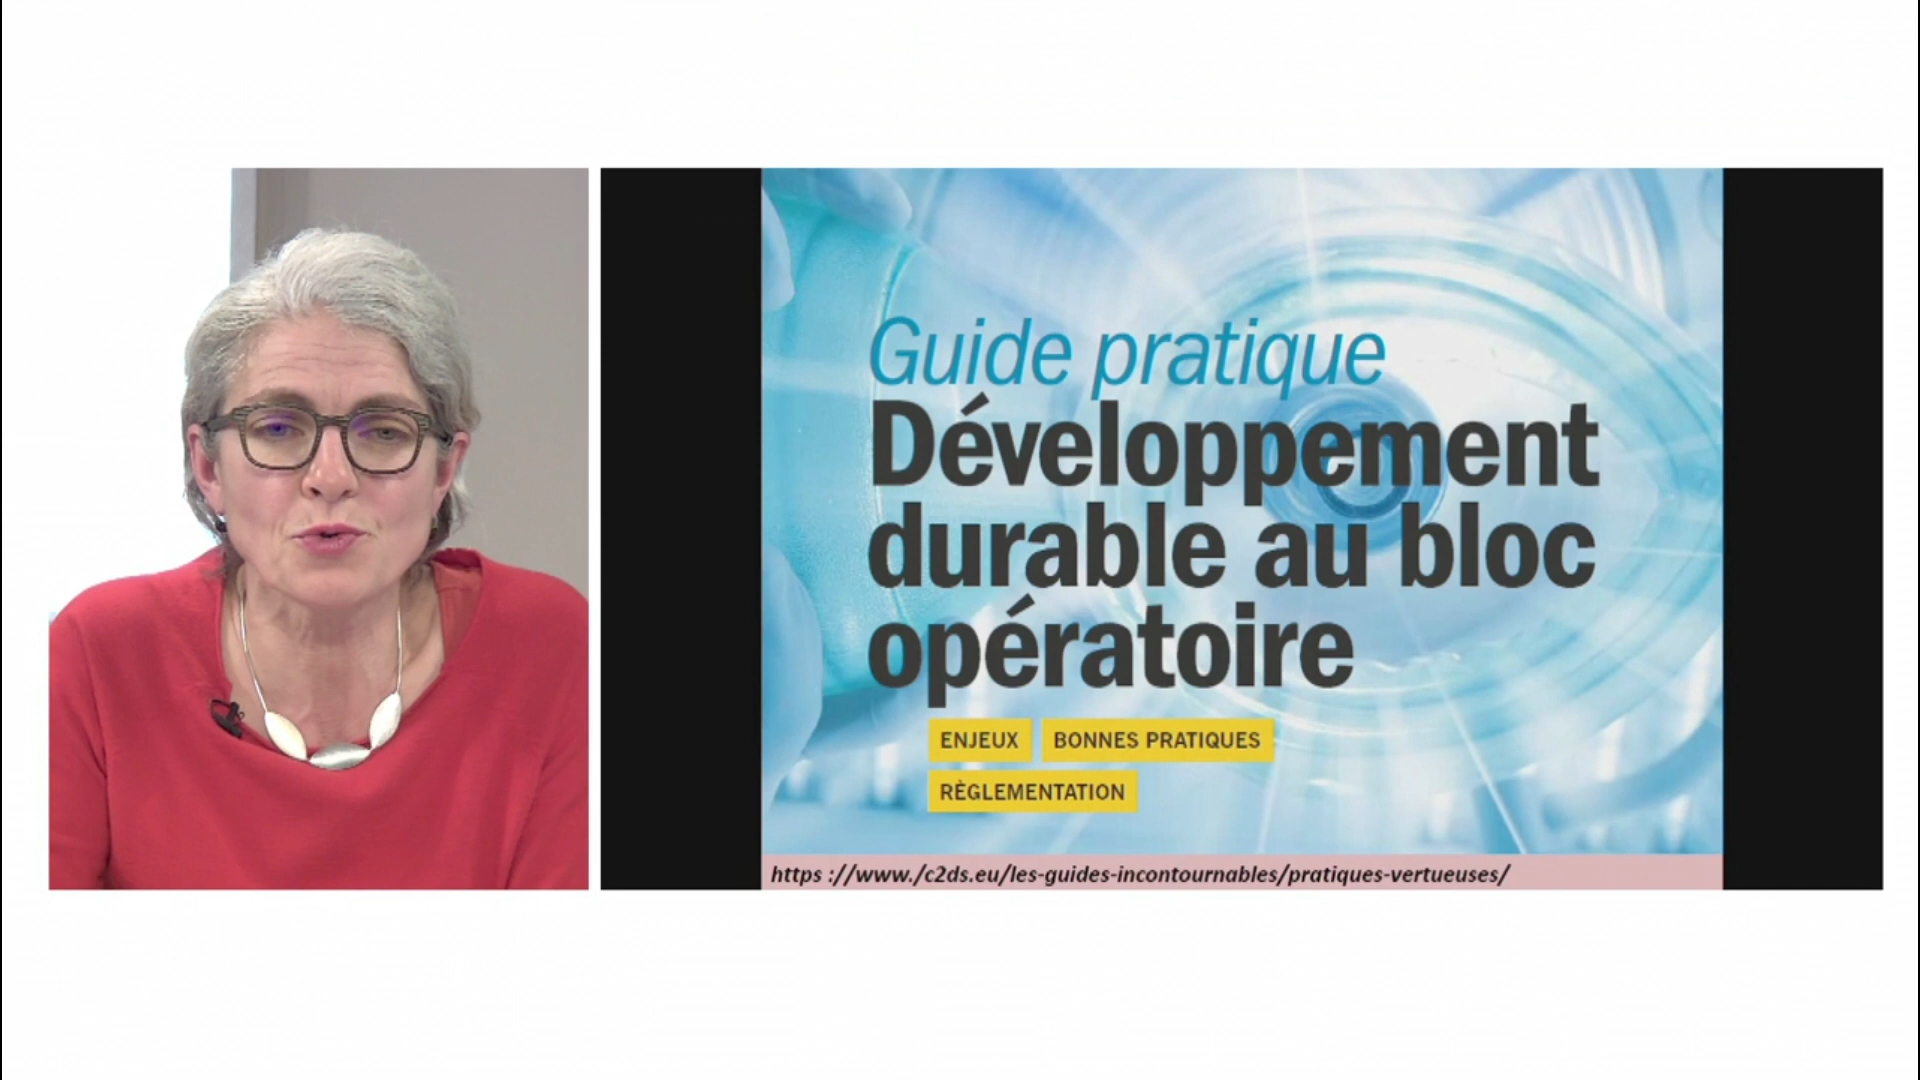 Guide pratique
Développement
durable au bloc
opératoire
ENJEUX BONNES PRATIQUES
RÈGLEMENTATION
https ://www./c2ds.eu/les-guides-incontournables/pratiques-vertueuses/